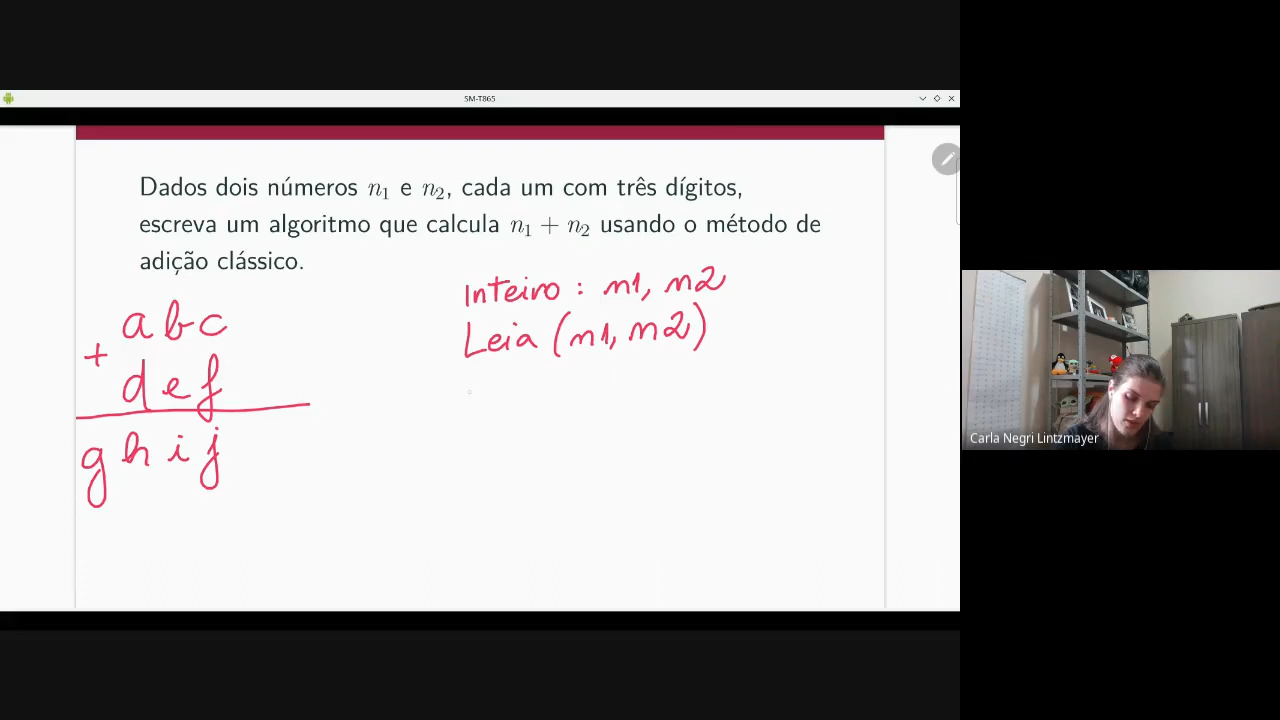 SM-T865
Dados dois números n₁ e n₂, cada um com três dígitos,
escreva um algoritmo que calcula n₁ + n₂ usando o método de
adição clássico.
Inteiro : n1, n2
Leia (n1, n2)
a b c
+
d e f
g h i j
Carla Negri Lintzmayer